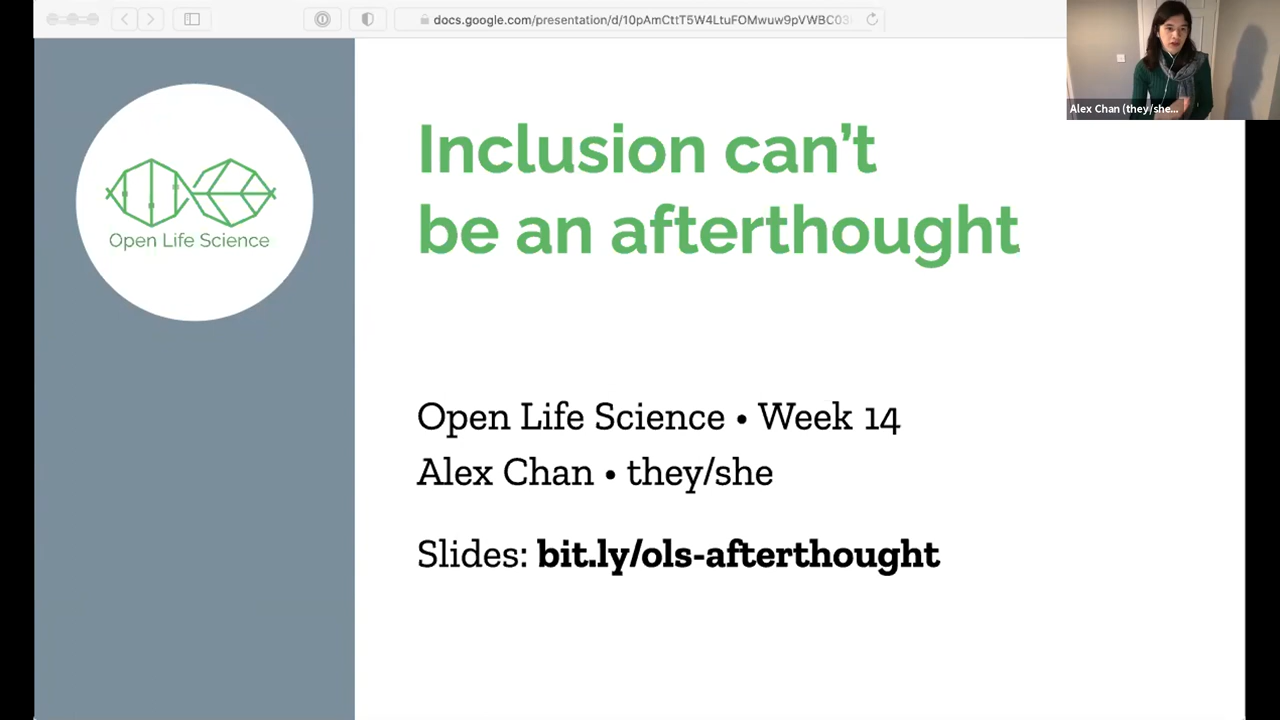 docs.google.com/presentation/d/10pAmCttT5W4LtuFOMwuw9pVWBC03
Alex Chan (they/she...
Open Life Science
Inclusion can’t
be an afterthought
Open Life Science • Week 14
Alex Chan • they/she
Slides: bit.ly/ols-afterthought